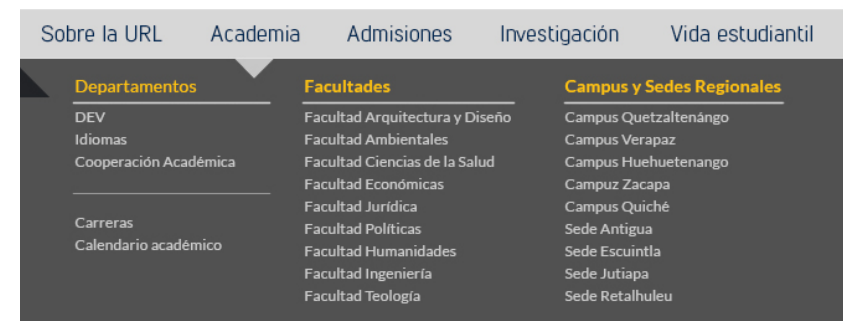 Sobre la URL Academia Admisiones Investigación Vida estudiantil
Departamentos
DEV
Idiomas
Cooperación Académica
Carreras
Calendario académico
Facultades
Facultad Arquitectura y Diseño
Facultad Ambientales
Facultad Ciencias de la Salud
Facultad Económicas
Facultad Jurídica
Facultad Políticas
Facultad Humanidades
Facultad Ingeniería
Facultad Teología
Campus y Sedes Regionales
Campus Quetzaltenángo
Campus Verapaz
Campus Huehuetenango
Campuz Zacapa
Campus Quiché
Sede Antigua
Sede Escuintla
Sede Jutiapa
Sede Retalhuleu